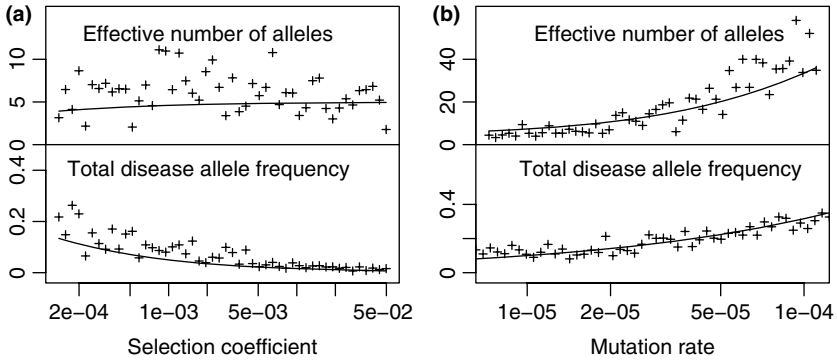 (a)
Effective number of alleles
10
5
0
Total disease allele frequency
0.4
0.2
0
2e−04 1e−03 5e−03 5e−02
Selection coefficient
(b)
Effective number of alleles
40
20
0
Total disease allele frequency
0.4
0
1e−05 2e−05 5e−05 1e−04
Mutation rate